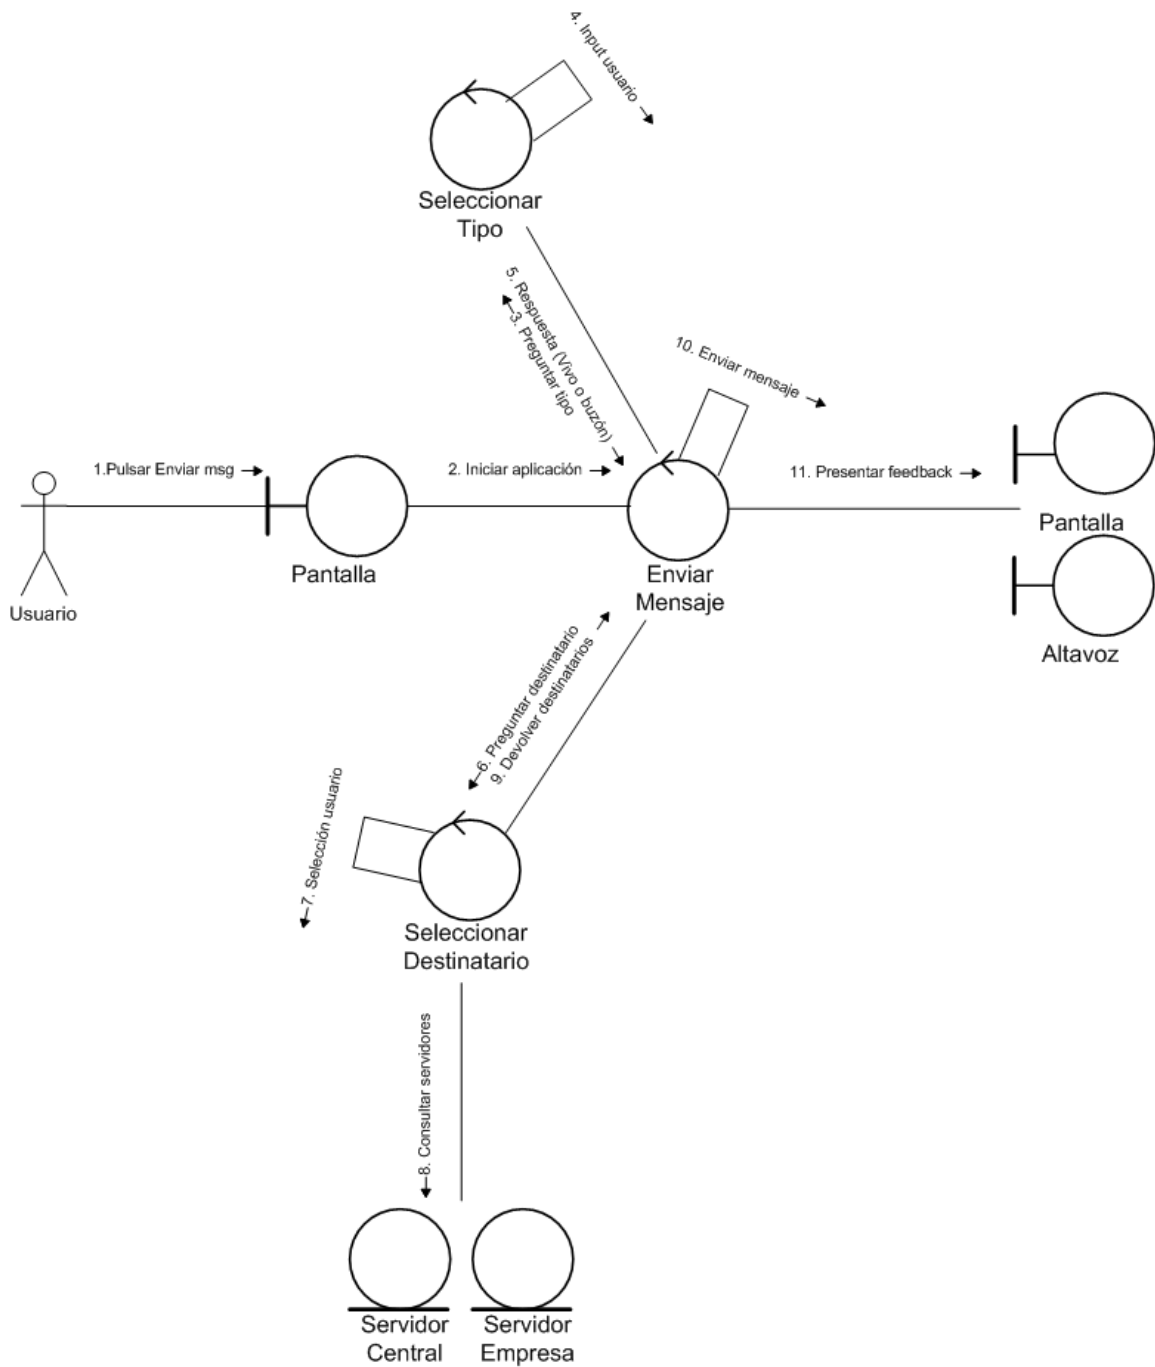 4. Input usuario
Seleccionar
Tipo
5. Respuesta (Vivo o buzón)
3. Preguntar tipo
10. Enviar mensaje
1.Pulsar Enviar msg
2. Iniciar aplicación
11. Presentar feedback
Usuario
Pantalla
Enviar
Mensaje
Pantalla
Altavoz
6. Preguntar destinatario
9. Devolver destinatarios
7. Selección usuario
Seleccionar
Destinatario
8. Consultar servidores
Servidor
Central
Servidor
Empresa